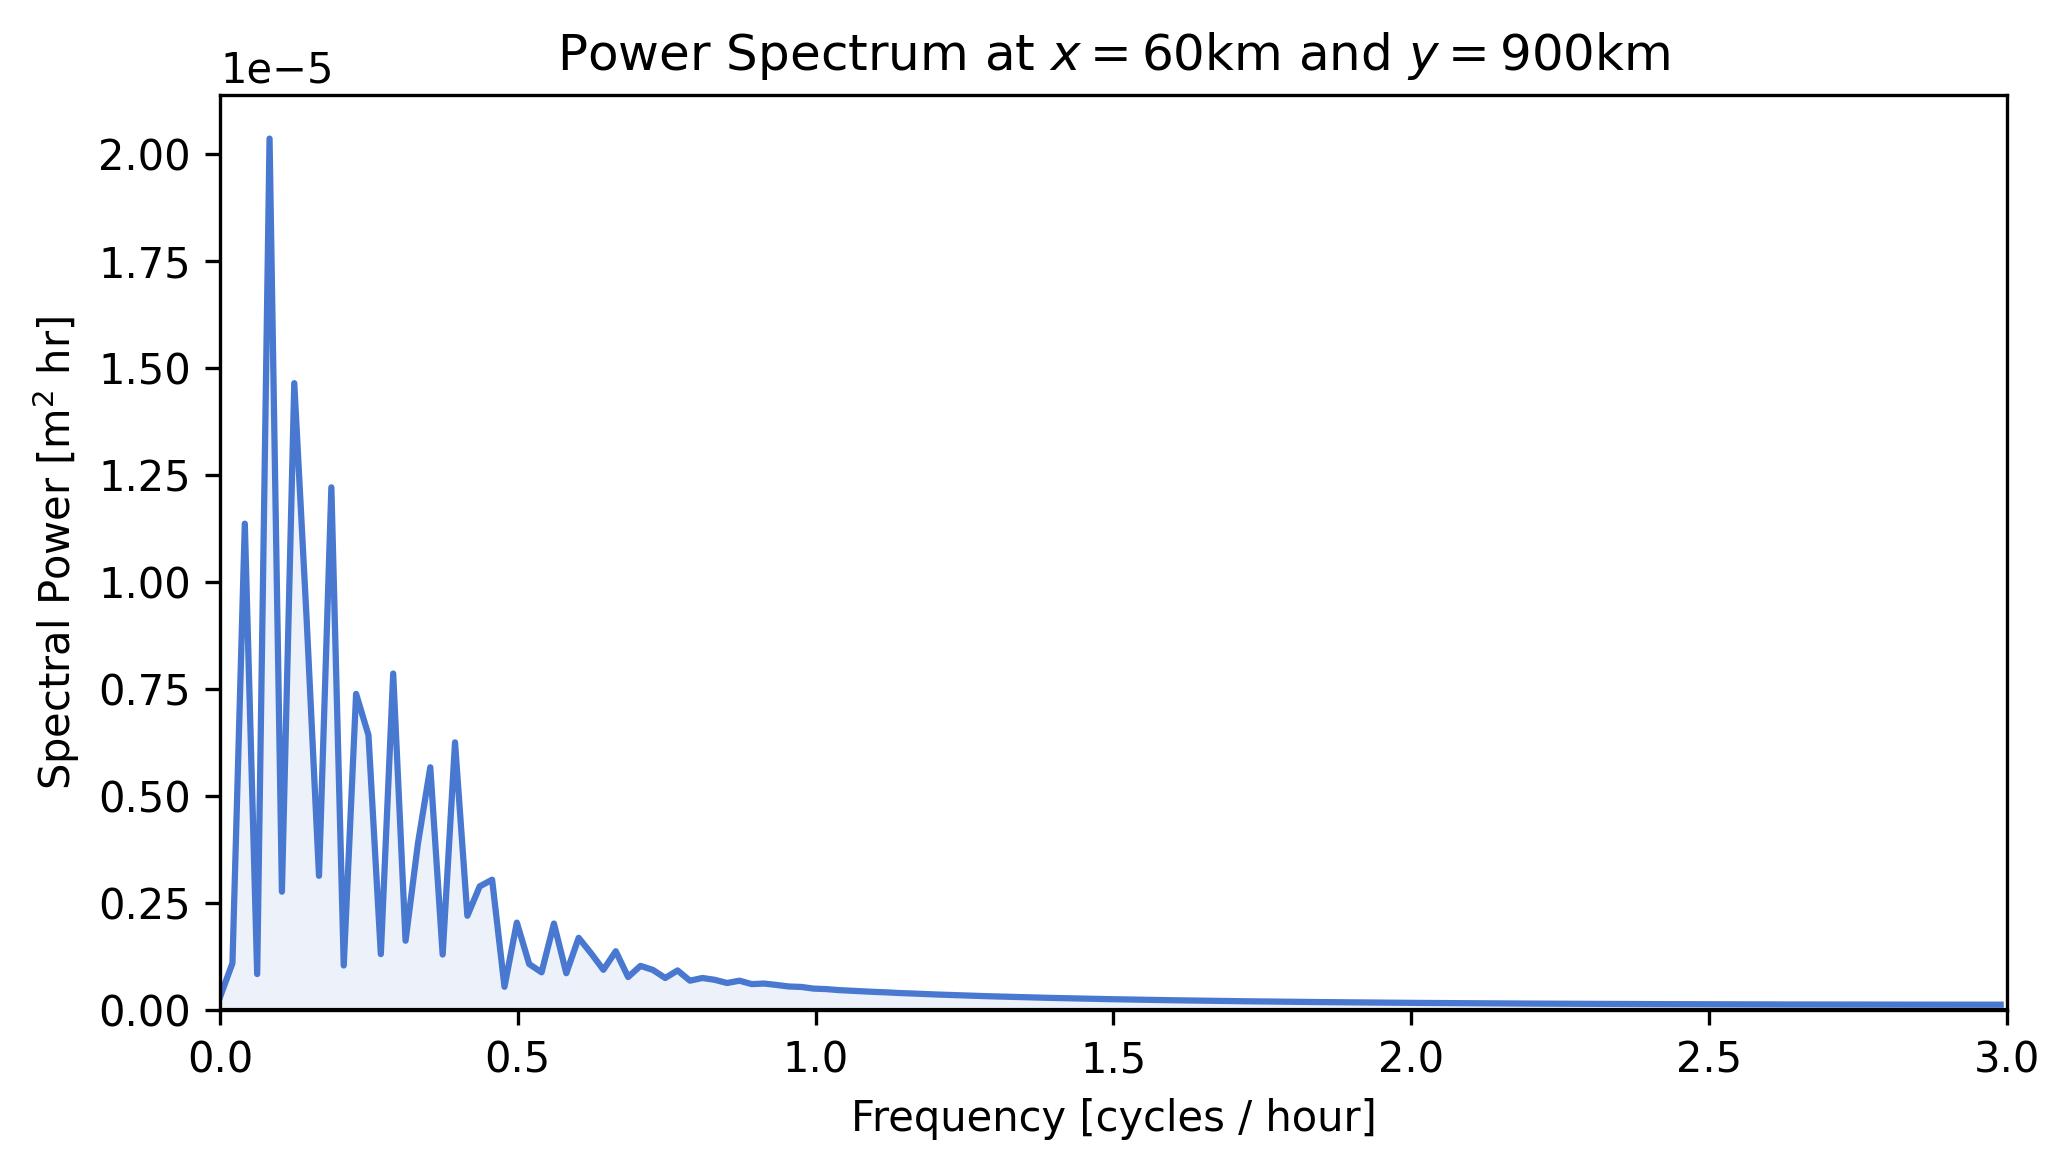 Power Spectrum at x = 60km and y = 900km
1e−5
2.00
1.75
1.50
1.25
1.00
0.75
0.50
0.25
0.00
Spectral Power [m² hr]
0.0 0.5 1.0 1.5 2.0 2.5 3.0
Frequency [cycles / hour]